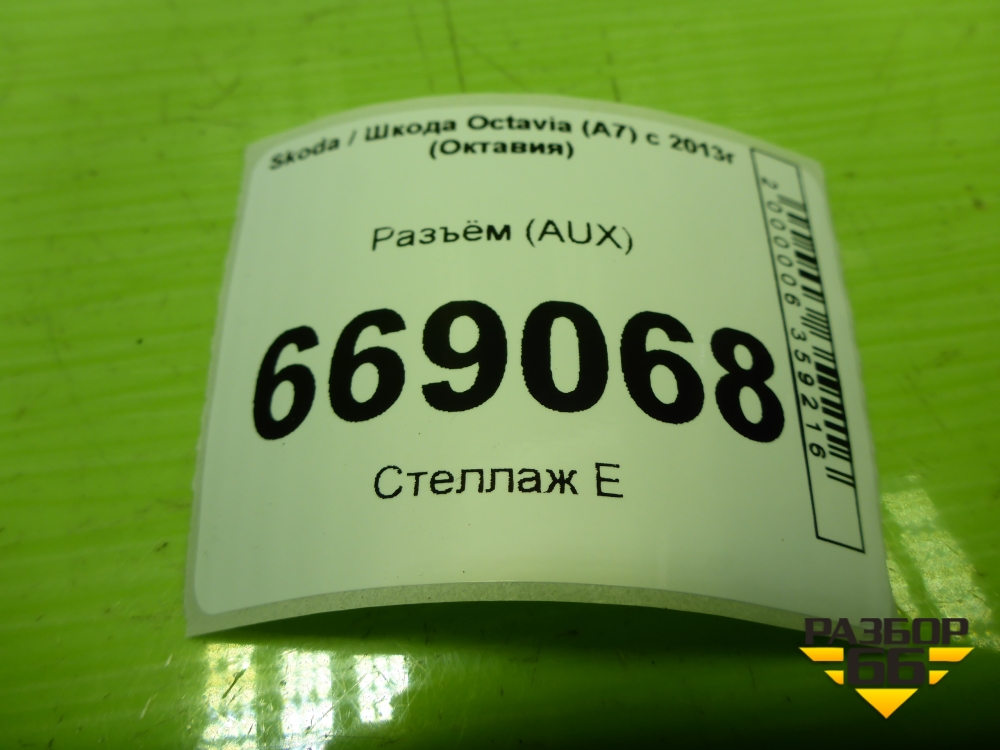 Skoda / Шкода Octavia (A7) с 2013г
(Октавия)
Разъём (AUX)
669068
Стеллаж Е
2000006359216
РАЗБОР
66